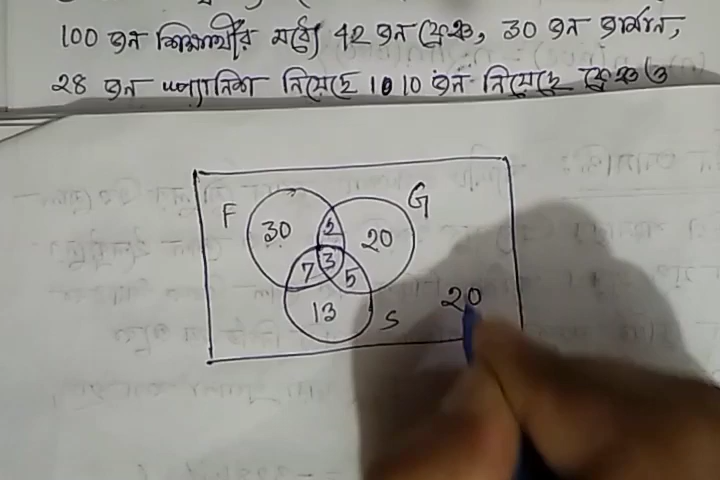 100 জন শিক্ষার্থীর মধ্যে 42 জন ফ্রেঞ্চ, 30 জন জার্মান,
28 জন স্প্যানিশ নিয়েছে। 10 জন নিয়েছে ফ্রেঞ্চ ও
F 30 2 20 G
7 3 5
13 S 20